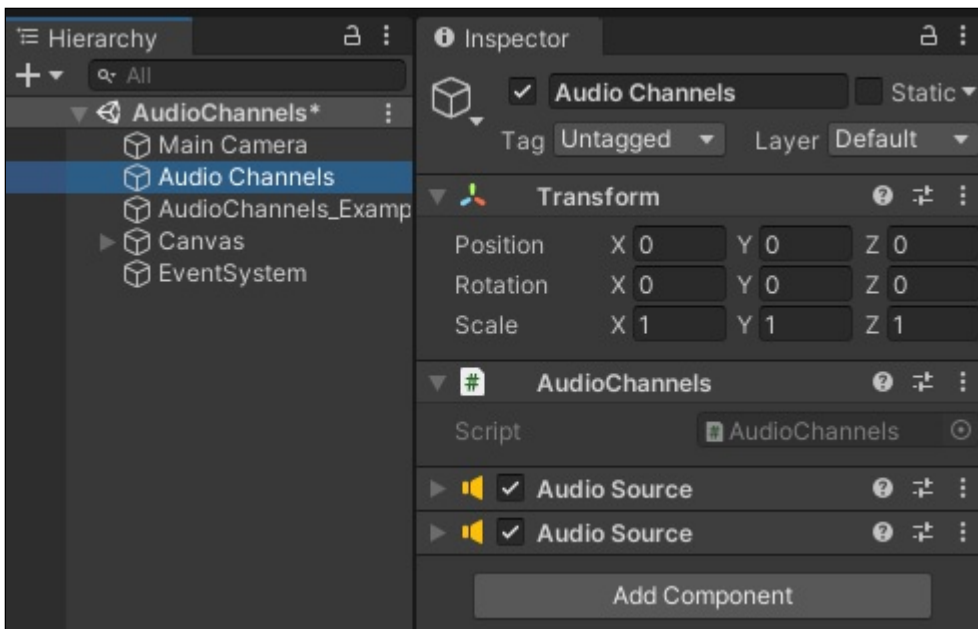 Hierarchy
All
AudioChannels*
Main Camera
Audio Channels
AudioChannels_Examp
Canvas
EventSystem
Inspector
Audio Channels
Static
Tag Untagged Layer Default
Transform
Position X 0 Y 0 Z 0
Rotation X 0 Y 0 Z 0
Scale X 1 Y 1 Z 1
# AudioChannels
Script # AudioChannels
Audio Source
Audio Source
Add Component